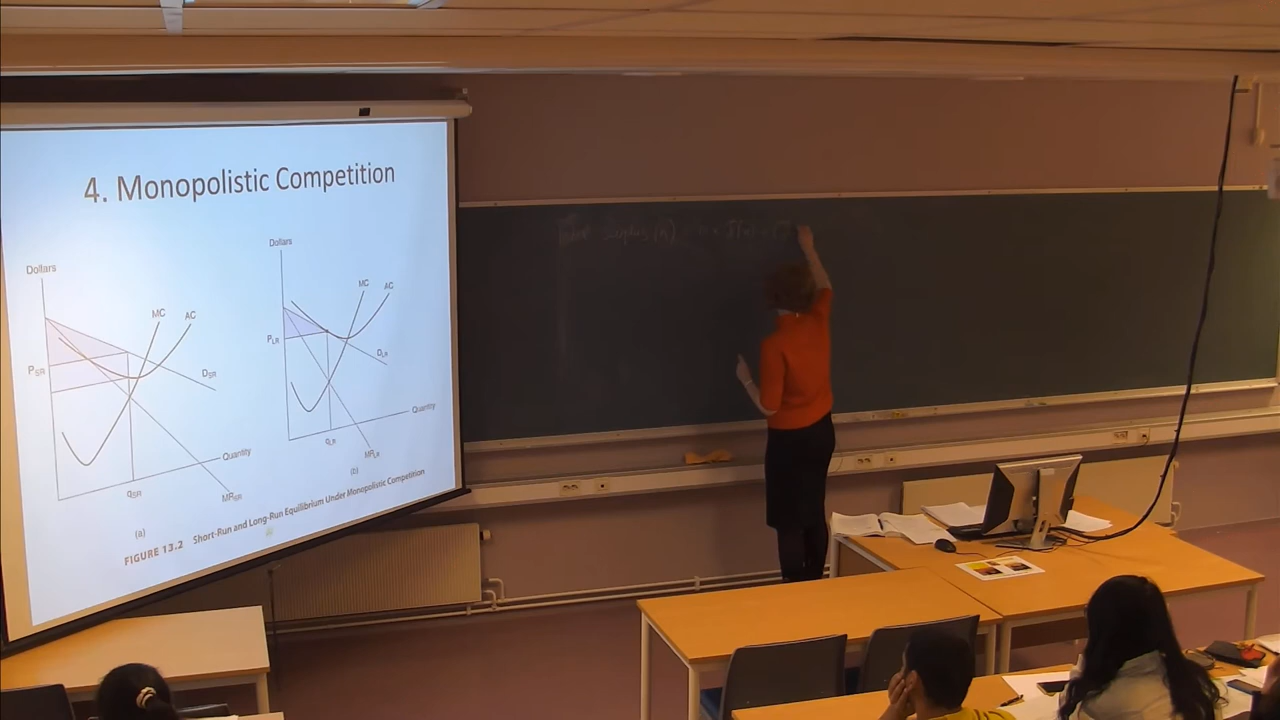 4. Monopolistic Competition
Dollars
MC
AC
P_SR
D_SR
Quantity
q_SR
MR_SR
(a)
Dollars
MC
AC
P_LR
D_LR
Quantity
q_LR
MR_LR
(b)
FIGURE 13.2 Short-Run and Long-Run Equilibrium Under Monopolistic Competition